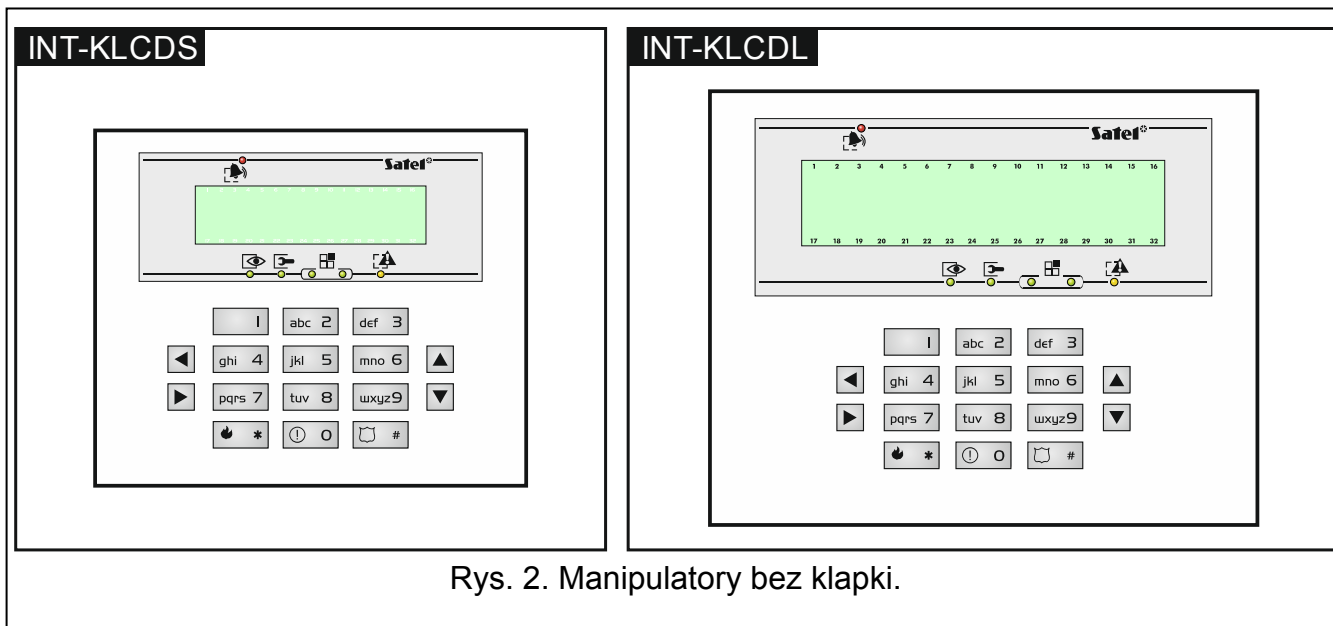 INT-KLCDS
Satel
1
abc 2
def 3
ghi 4
jkl 5
mno 6
pqrs 7
tuv 8
wxyz9
*
0
#
INT-KLCDL
Satel
1 2 3 4 5 6 7 8 9 10 11 12 13 14 15 16
17 18 19 20 21 22 23 24 25 26 27 28 29 30 31 32
1
abc 2
def 3
ghi 4
jkl 5
mno 6
pqrs 7
tuv 8
wxyz9
*
0
#
Rys. 2. Manipulatory bez klapki.